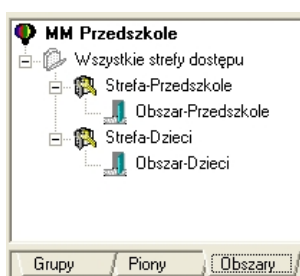 MM Przedszkole
Wszystkie strefy dostępu
Strefa-Przedszkole
Obszar-Przedszkole
Strefa-Dzieci
Obszar-Dzieci
Grupy Piony Obszary